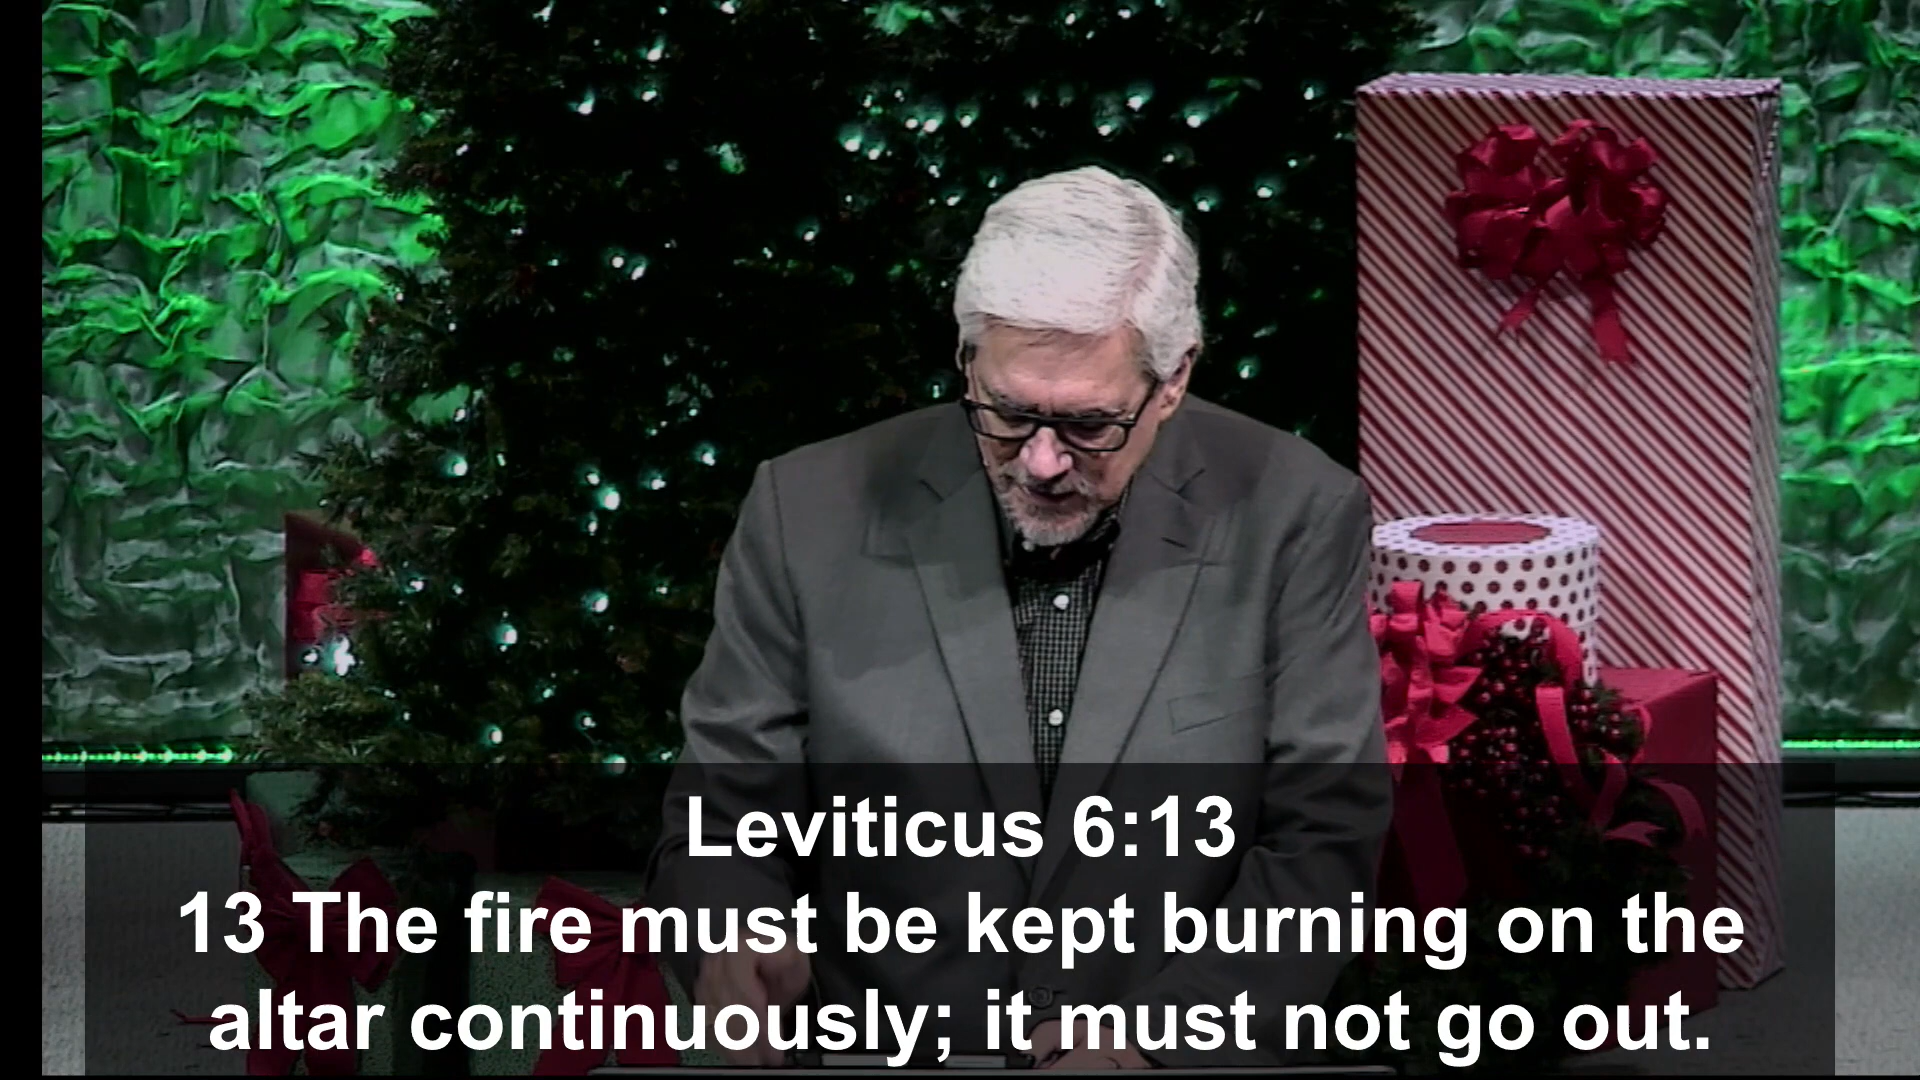 Leviticus 6:13
13 The fire must be kept burning on the
altar continuously; it must not go out.